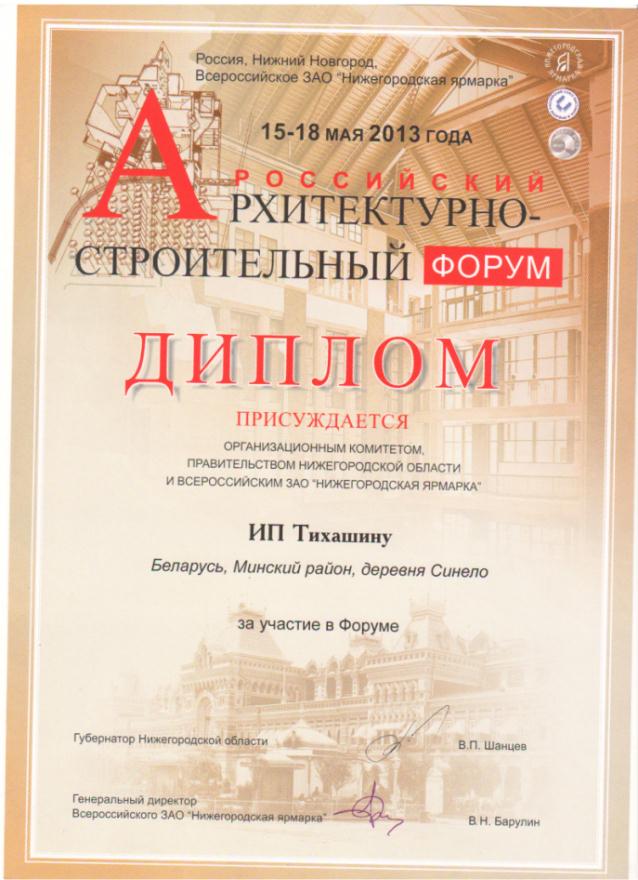 Россия, Нижний Новгород,
Всероссийское ЗАО "Нижегородская ярмарка"
НИЖЕГОРОДСКАЯ ЯРМАРКА
15-18 МАЯ 2013 ГОДА
РОССИЙСКИЙ
АРХИТЕКТУРНО-
СТРОИТЕЛЬНЫЙ ФОРУМ
ДИПЛОМ
ПРИСУЖДАЕТСЯ
ОРГАНИЗАЦИОННЫМ КОМИТЕТОМ,
ПРАВИТЕЛЬСТВОМ НИЖЕГОРОДСКОЙ ОБЛАСТИ
И ВСЕРОССИЙСКИМ ЗАО "НИЖЕГОРОДСКАЯ ЯРМАРКА"
ИП Тихашину
Беларусь, Минский район, деревня Синело
за участие в Форуме
Губернатор Нижегородской области
В.П. Шанцев
Генеральный директор
Всероссийского ЗАО "Нижегородская ярмарка"
В.Н. Барулин